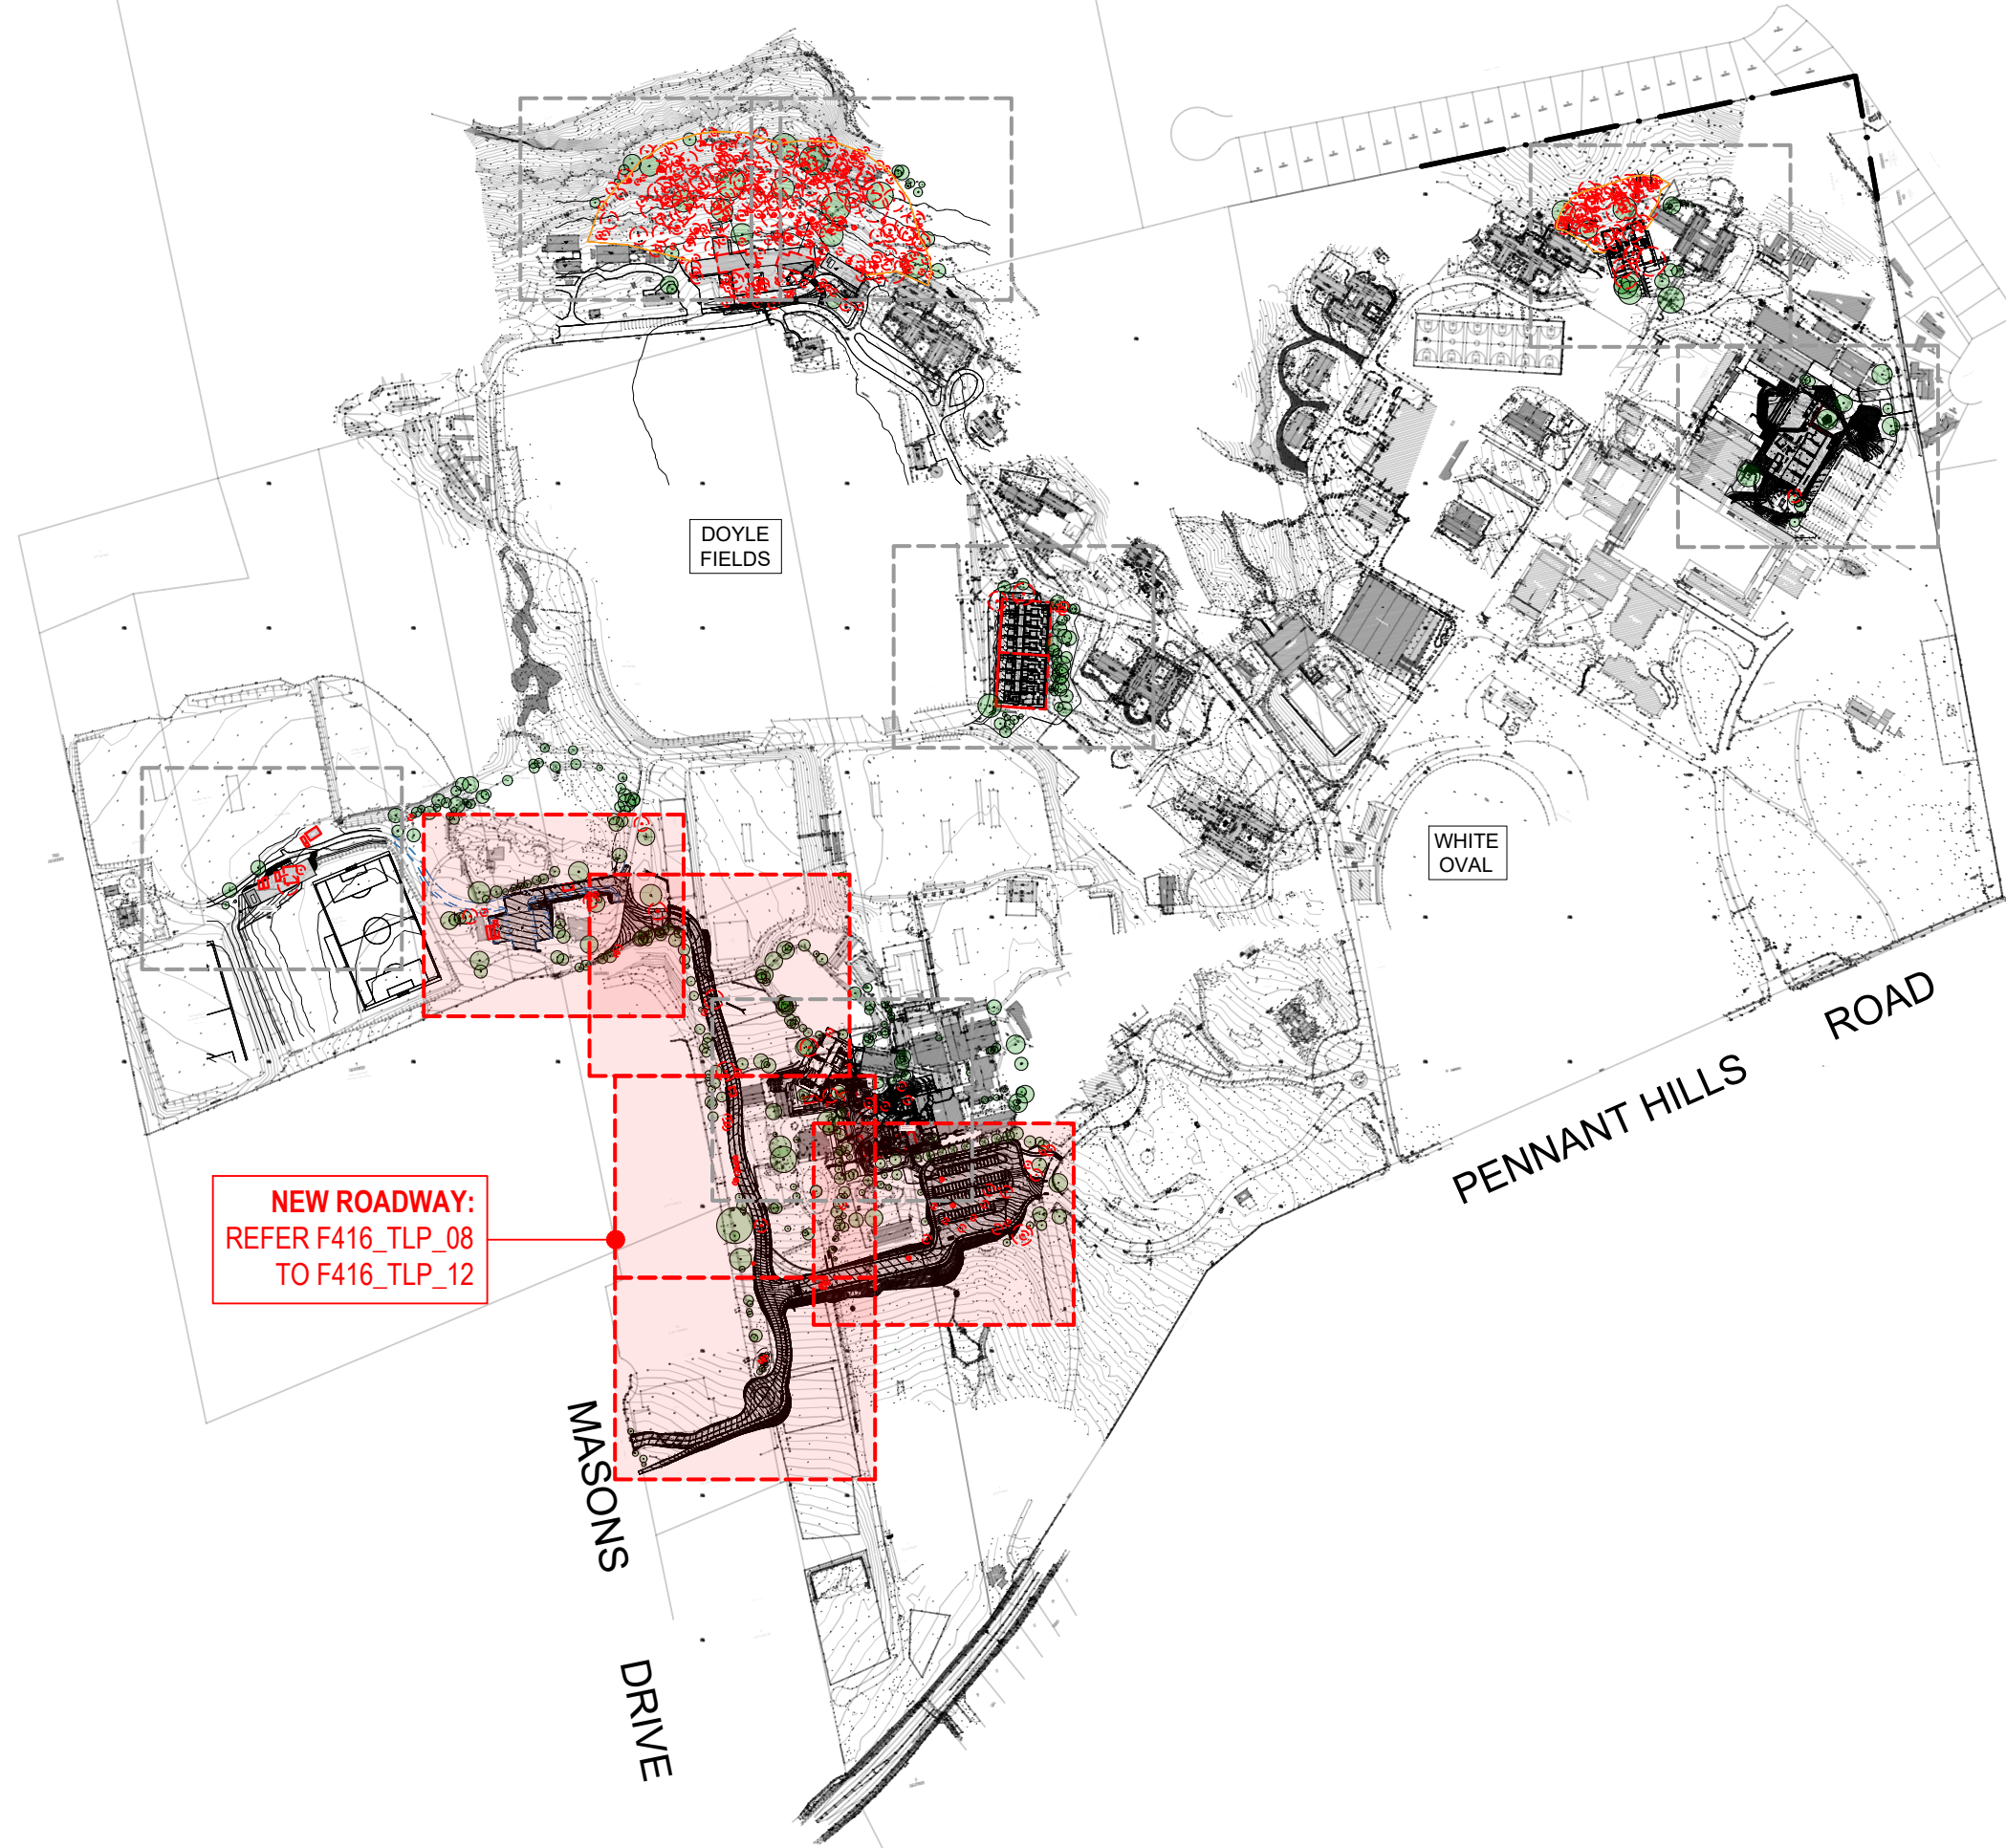 DOYLE
FIELDS
WHITE
OVAL
PENNANT HILLS ROAD
NEW ROADWAY:
REFER F416_TLP_08
TO F416_TLP_12
MASONS DRIVE